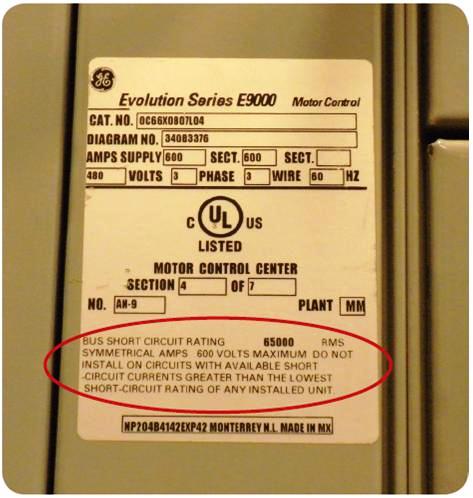 GE
Evolution Series E9000 Motor Control
CAT. NO. 0C66X0807L04
DIAGRAM NO. 340B3376
AMPS SUPPLY 600 SECT. 600 SECT.
480 VOLTS 3 PHASE 3 WIRE 60 HZ
C UL US
LISTED
MOTOR CONTROL CENTER
SECTION 4 OF 7
NO. AH-9 PLANT MM
BUS SHORT CIRCUIT RATING 65000 RMS
SYMMETRICAL AMPS 600 VOLTS MAXIMUM DO NOT
INSTALL ON CIRCUITS WITH AVAILABLE SHORT
-CIRCUIT CURRENTS GREATER THAN THE LOWEST
SHORT-CIRCUIT RATING OF ANY INSTALLED UNIT.
NP204B4142EXP42 MONTERREY N.L. MADE IN MX